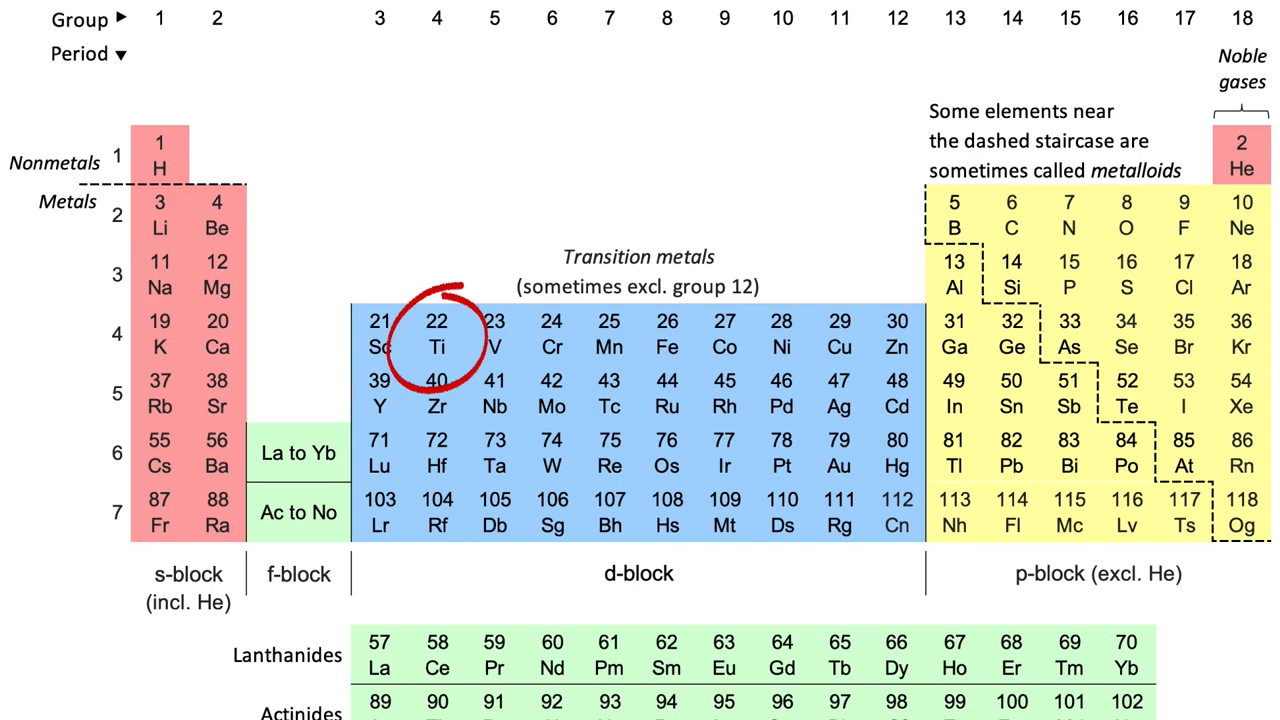 Group ► 1 2 3 4 5 6 7 8 9 10 11 12 13 14 15 16 17 18
Period ▼
Noble
gases
Some elements near
the dashed staircase are
sometimes called metalloids
1 2
Nonmetals 1
H He
Metals
2
3 4 5 6 7 8 9 10
Li Be B C N O F Ne
Transition metals
(sometimes excl. group 12)
3
11 12 13 14 15 16 17 18
Na Mg Al Si P S Cl Ar
4
19 20 21 22 23 24 25 26 27 28 29 30 31 32 33 34 35 36
K Ca Sc Ti V Cr Mn Fe Co Ni Cu Zn Ga Ge As Se Br Kr
5
37 38 39 40 41 42 43 44 45 46 47 48 49 50 51 52 53 54
Rb Sr Y Zr Nb Mo Tc Ru Rh Pd Ag Cd In Sn Sb Te I Xe
6
55 56 La to Yb 71 72 73 74 75 76 77 78 79 80 81 82 83 84 85 86
Cs Ba Lu Hf Ta W Re Os Ir Pt Au Hg Tl Pb Bi Po At Rn
7
87 88 Ac to No 103 104 105 106 107 108 109 110 111 112 113 114 115 116 117 118
Fr Ra Lr Rf Db Sg Bh Hs Mt Ds Rg Cn Nh Fl Mc Lv Ts Og
s-block f-block d-block p-block (excl. He)
(incl. He)
Lanthanides
57 58 59 60 61 62 63 64 65 66 67 68 69 70
La Ce Pr Nd Pm Sm Eu Gd Tb Dy Ho Er Tm Yb
Actinides
89 90 91 92 93 94 95 96 97 98 99 100 101 102